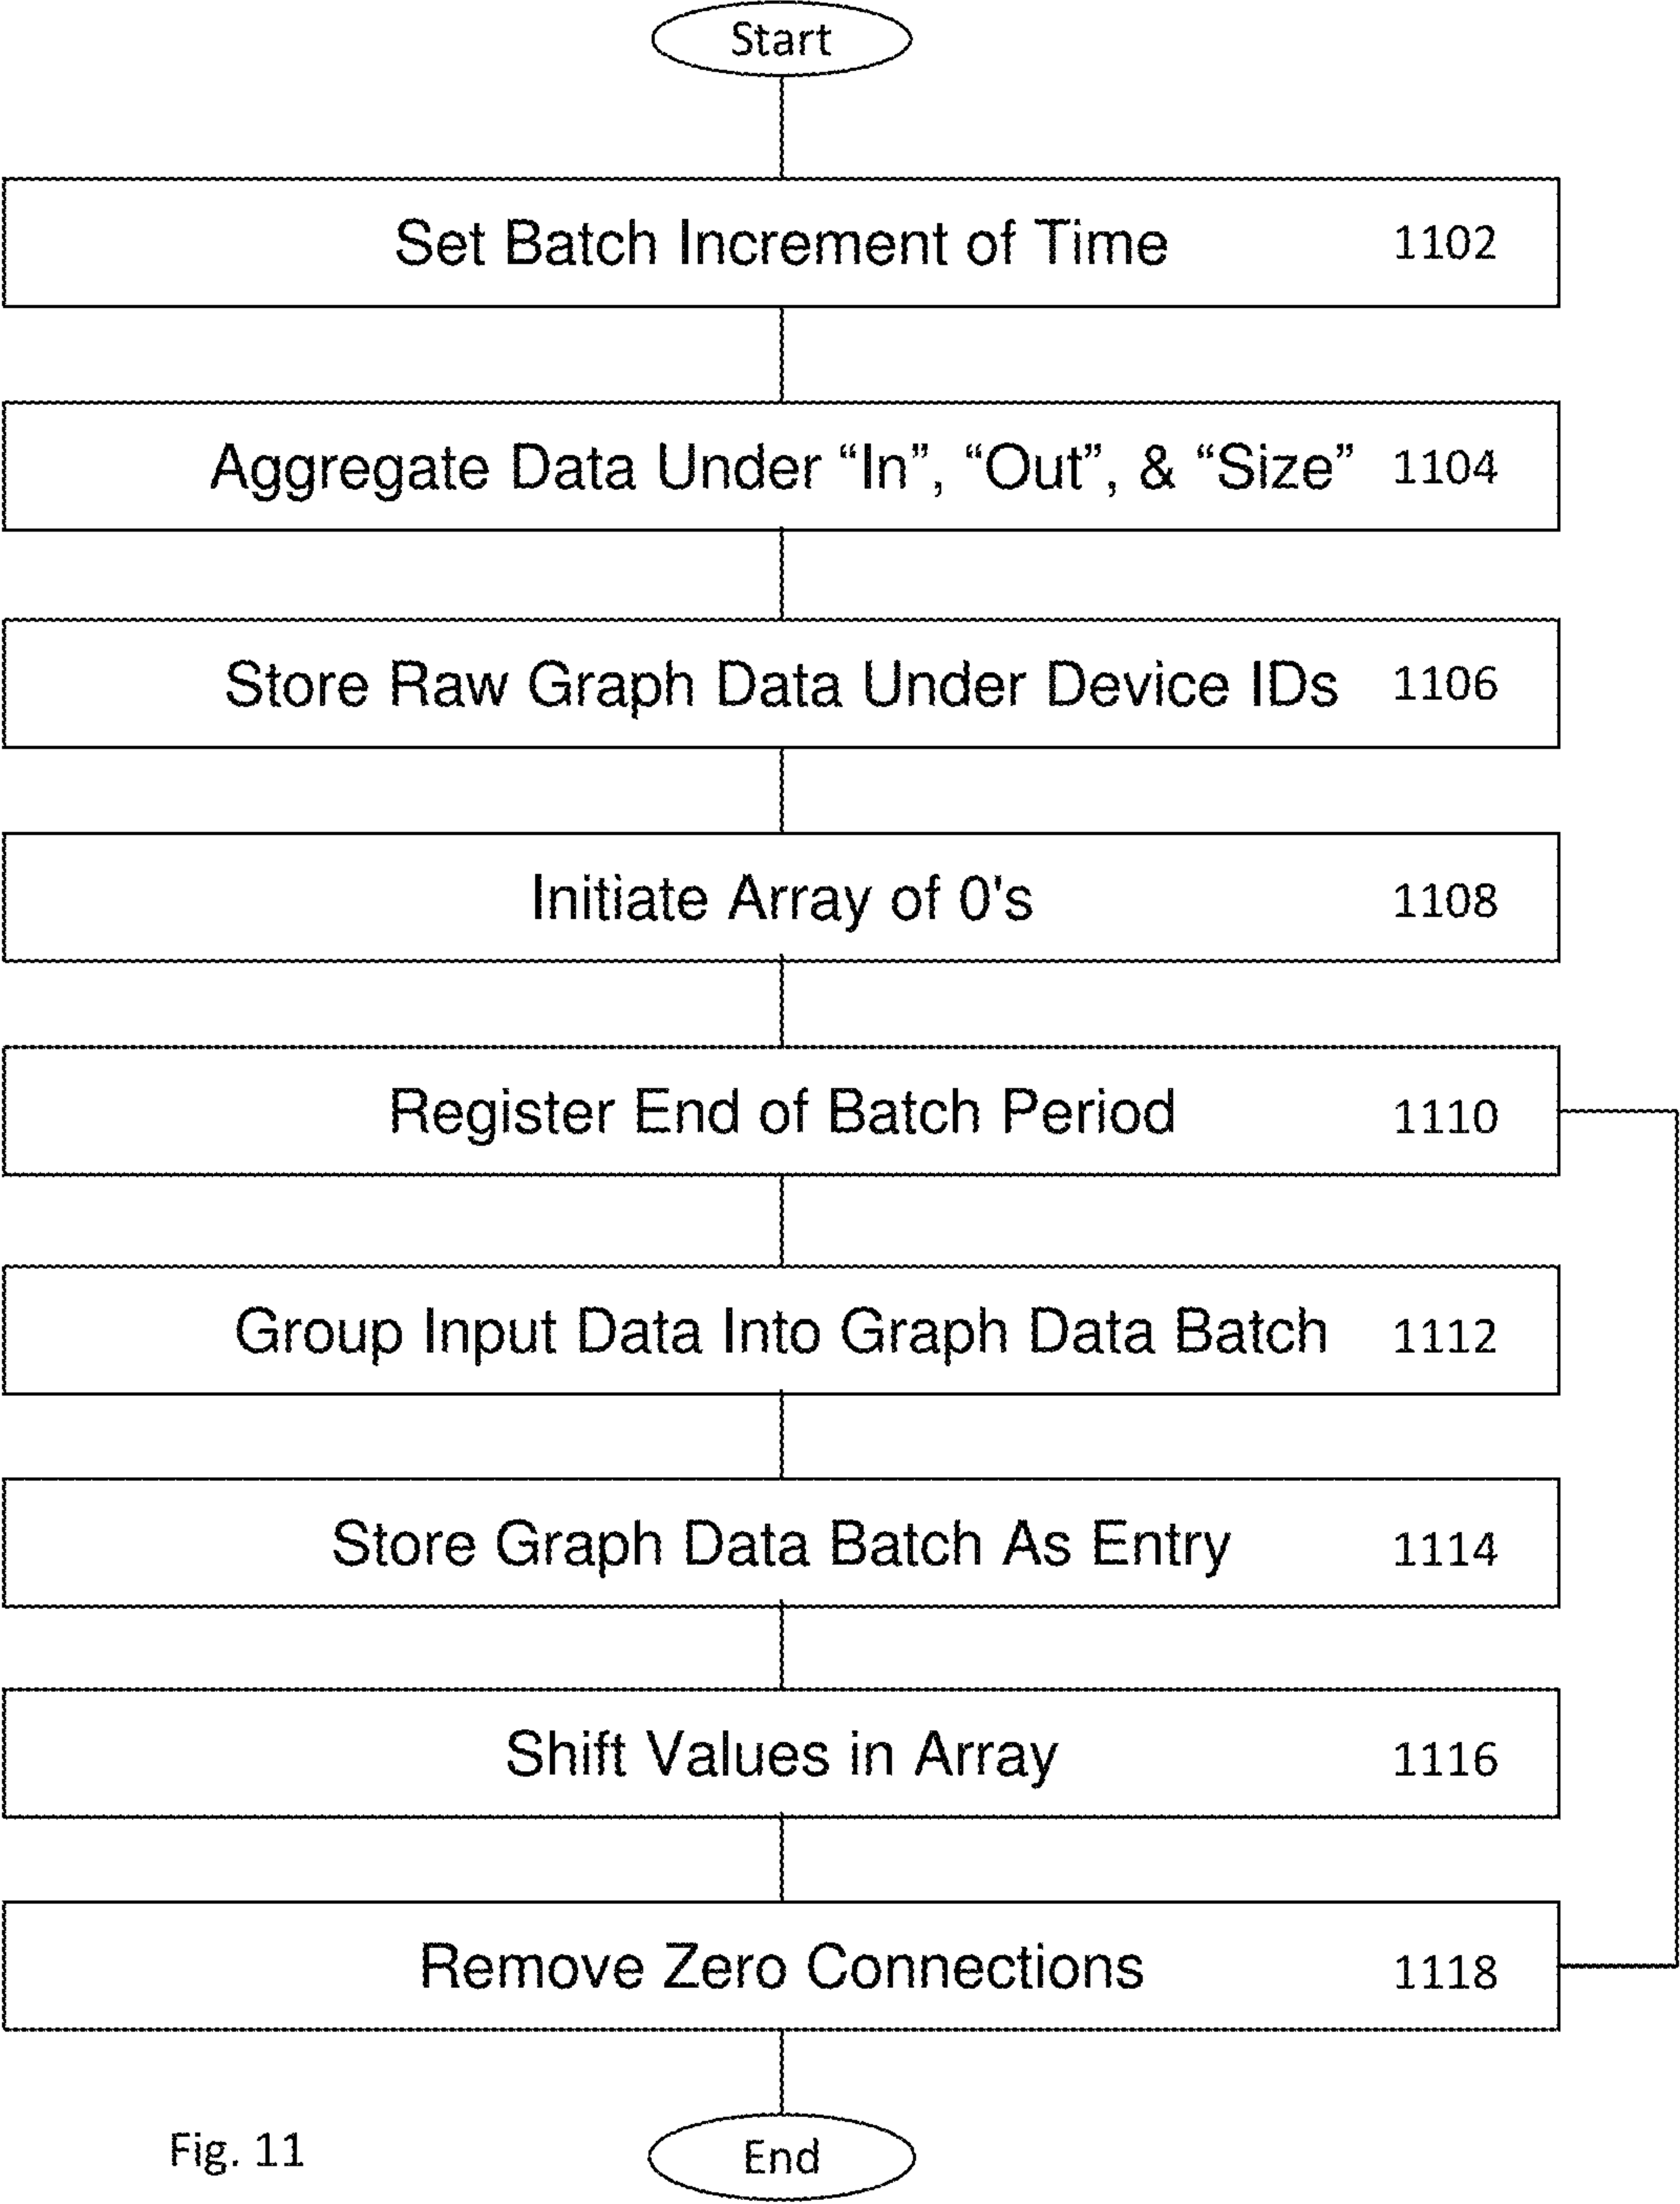 Start
Set Batch Increment of Time 1102
Aggregate Data Under “In”, “Out”, & “Size” 1104
Store Raw Graph Data Under Device IDs 1106
Initiate Array of 0's 1108
Register End of Batch Period 1110
Group Input Data Into Graph Data Batch 1112
Store Graph Data Batch As Entry 1114
Shift Values in Array 1116
Remove Zero Connections 1118
End
Fig. 11